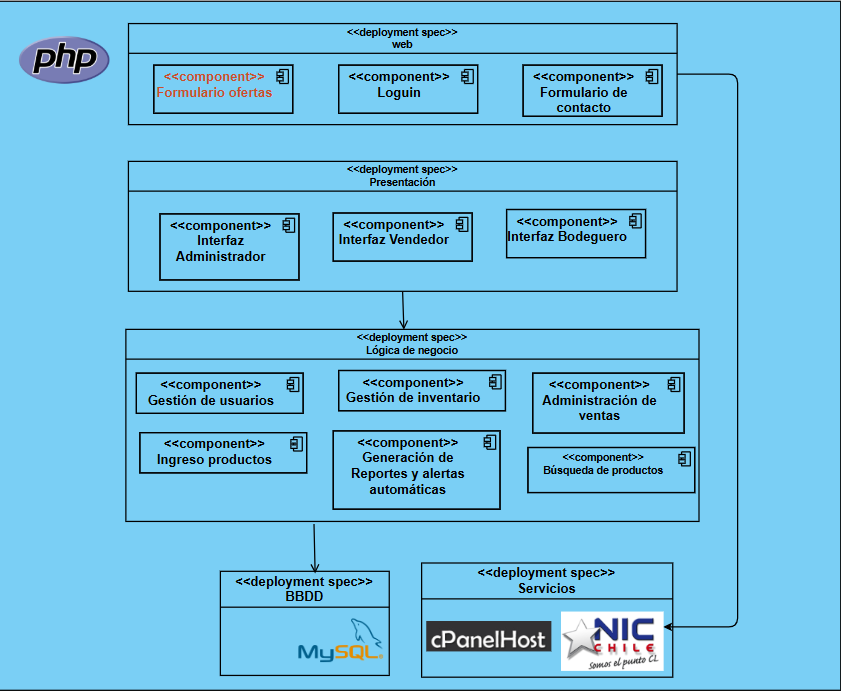 php
<<deployment spec>>
web
<<component>>
Formulario ofertas
<<component>>
Loguin
<<component>>
Formulario de
contacto
<<deployment spec>>
Presentación
<<component>>
Interfaz
Administrador
<<component>>
Interfaz Vendedor
<<component>>
Interfaz Bodeguero
<<deployment spec>>
Lógica de negocio
<<component>>
Gestión de usuarios
<<component>>
Gestión de inventario
<<component>>
Administración de
ventas
<<component>>
Ingreso productos
<<component>>
Generación de
Reportes y alertas
automáticas
<<component>>
Búsqueda de productos
<<deployment spec>>
BBDD
MySQL
<<deployment spec>>
Servicios
cPanelHost
NIC
CHILE
somos el punto CL